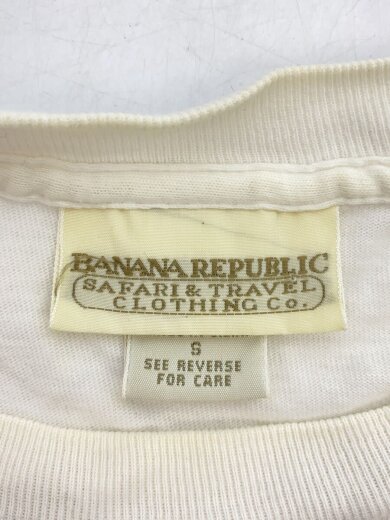 BANANA REPUBLIC
SAFARI & TRAVEL
CLOTHING Co.
S
SEE REVERSE
FOR CARE